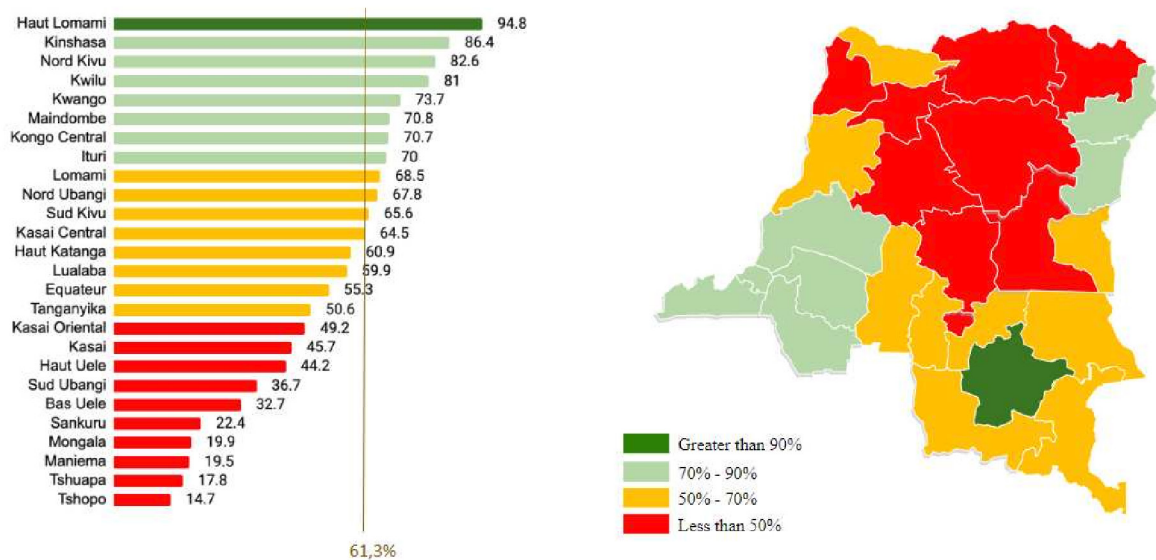 Haut Lomami 94.8
Kinshasa 86.4
Nord Kivu 82.6
Kwilu 81
Kwango 73.7
Maindombe 70.8
Kongo Central 70.7
Ituri 70
Lomami 68.5
Nord Ubangi 67.8
Sud Kivu 65.6
Kasai Central 64.5
Haut Katanga 60.9
Lualaba 59.9
Equateur 55.3
Tanganyika 50.6
Kasai Oriental 49.2
Kasai 45.7
Haut Uele 44.2
Sud Ubangi 36.7
Bas Uele 32.7
Sankuru 22.4
Mongala 19.9
Maniema 19.5
Tshuapa 17.8
Tshopo 14.7
61,3%
Greater than 90%
70% - 90%
50% - 70%
Less than 50%